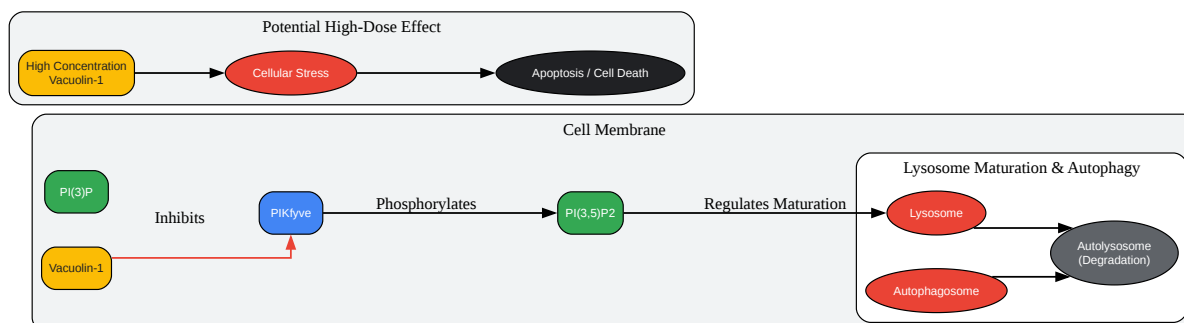 Potential High-Dose Effect
High Concentration
Vacuolin-1
Cellular Stress
Apoptosis / Cell Death
Cell Membrane
PI(3)P
Inhibits
Vacuolin-1
PIKfyve
Phosphorylates
PI(3,5)P2
Regulates Maturation
Lysosome Maturation & Autophagy
Lysosome
Autophagosome
Autolysosome
(Degradation)